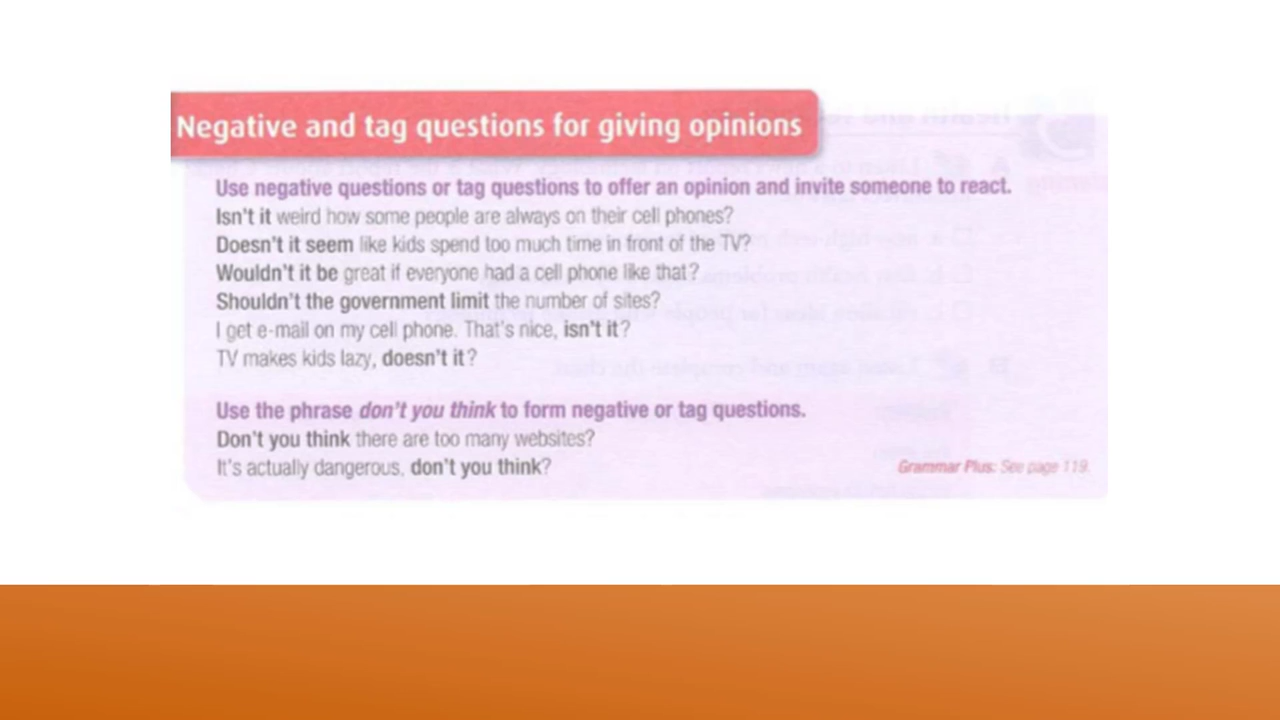 Negative and tag questions for giving opinions
Use negative questions or tag questions to offer an opinion and invite someone to react.
Isn't it weird how some people are always on their cell phones?
Doesn't it seem like kids spend too much time in front of the TV?
Wouldn't it be great if everyone had a cell phone like that?
Shouldn't the government limit the number of sites?
I get e-mail on my cell phone. That's nice, isn't it?
TV makes kids lazy, doesn't it?
Use the phrase don't you think to form negative or tag questions.
Don't you think there are too many websites?
It's actually dangerous, don't you think?
Grammar Plus: See page 119.